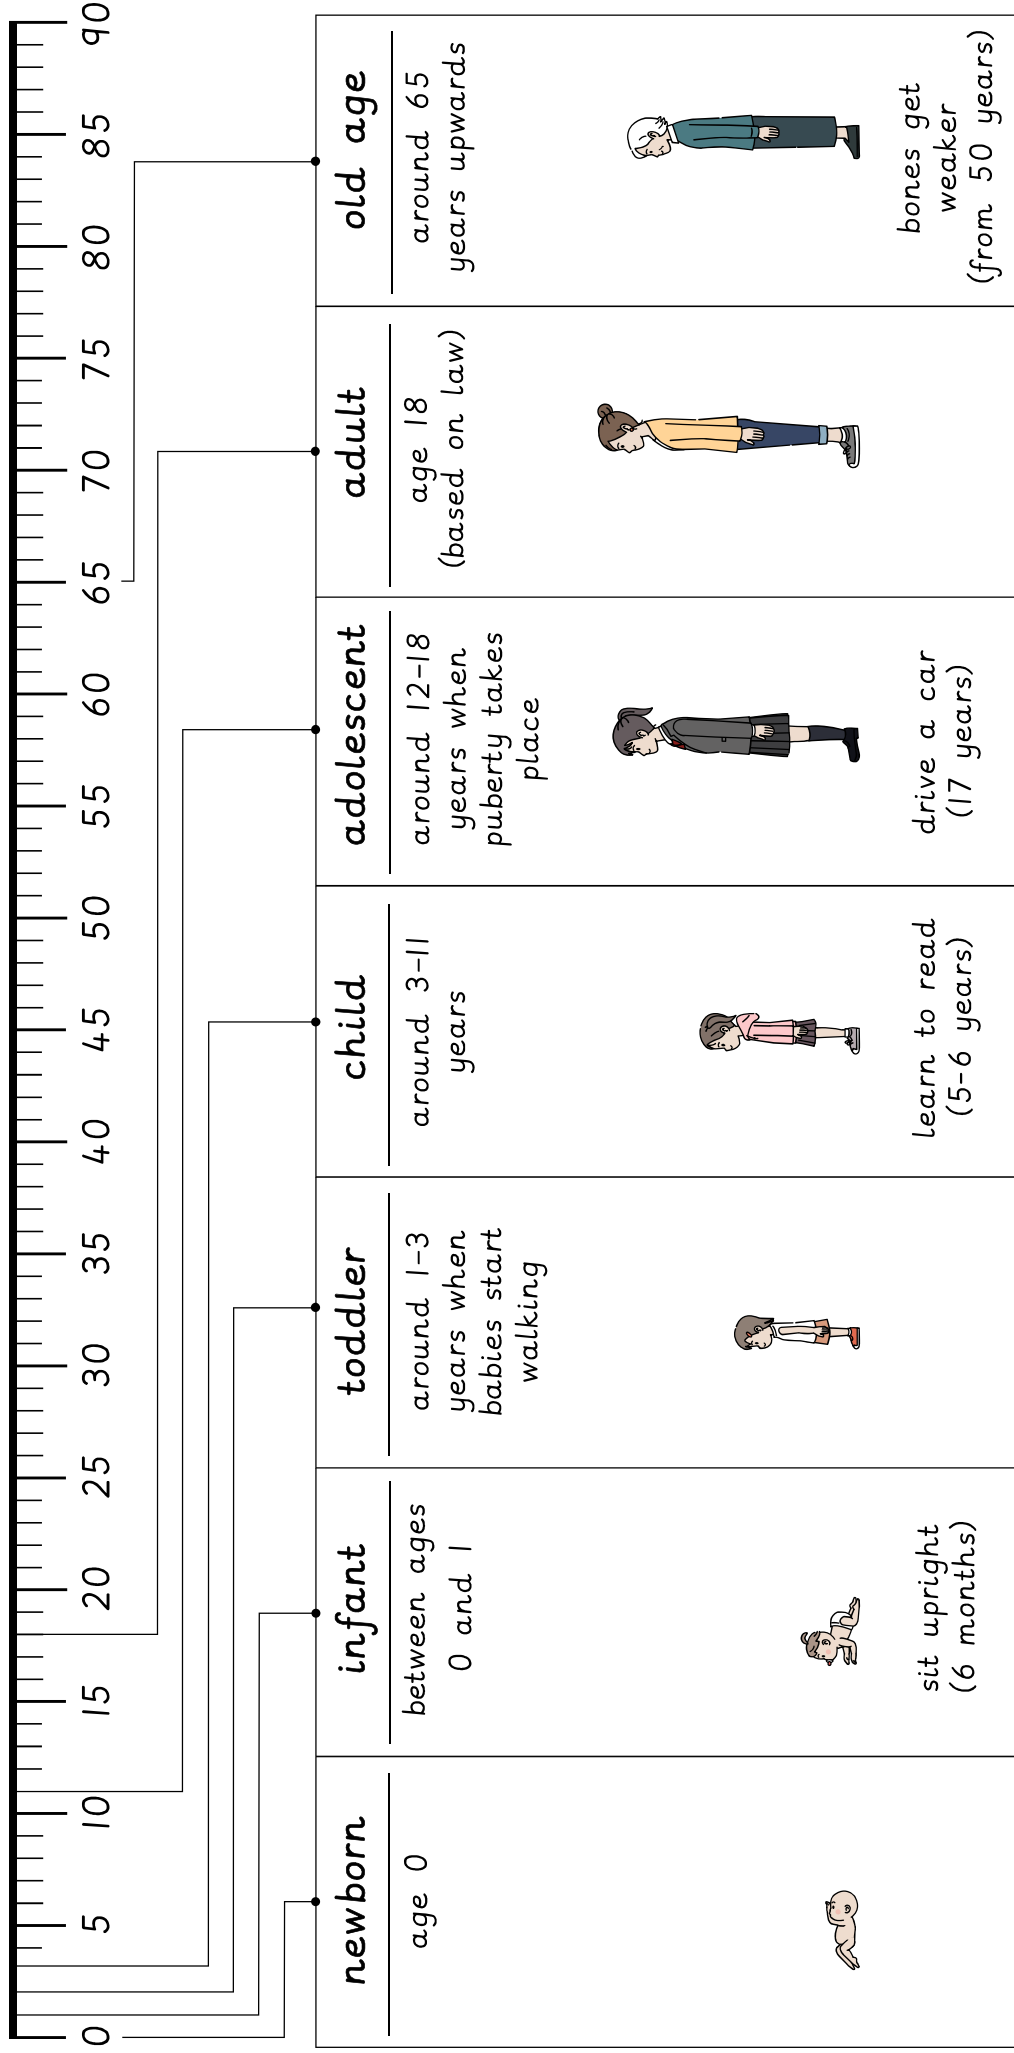 0 5 10 15 20 25 30 35 40 45 50 55 60 65 70 75 80 85 90
newborn
age 0
infant
between ages
0 and 1
sit upright
(6 months)
toddler
around 1-3
years when
babies start
walking
child
around 3-11
years
learn to read
(5-6 years)
adolescent
around 12-18
years when
puberty takes
place
drive a car
(17 years)
adult
age 18
(based on law)
old age
around 65
years upwards
bones get
weaker
(from 50 years)